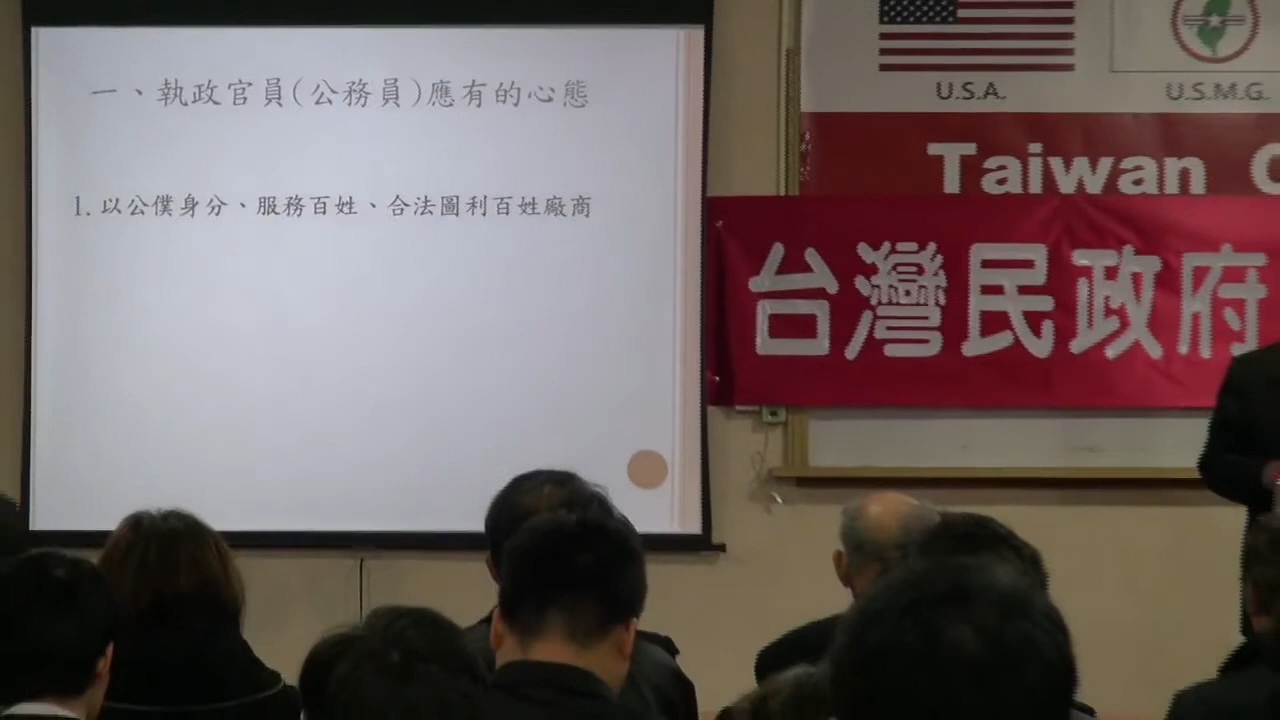 一、執政官員(公務員)應有的心態
1. 以公僕身分、服務百姓、合法圖利百姓廠商
U.S.A.
U.S.M.G.
Taiwan C
台灣民政府